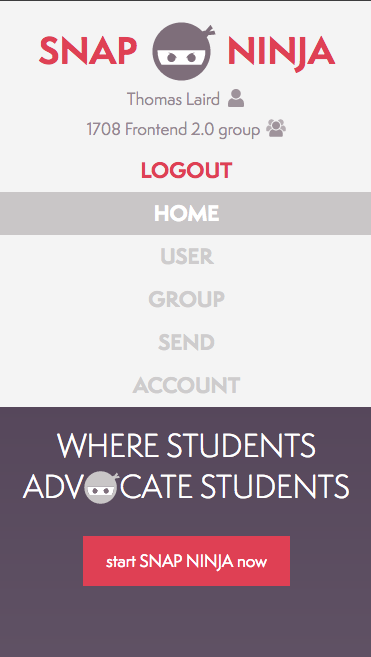 SNAP NINJA
Thomas Laird
1708 Frontend 2.0 group
LOGOUT
HOME
USER
GROUP
SEND
ACCOUNT
WHERE STUDENTS
ADVOCATE STUDENTS
start SNAP NINJA now